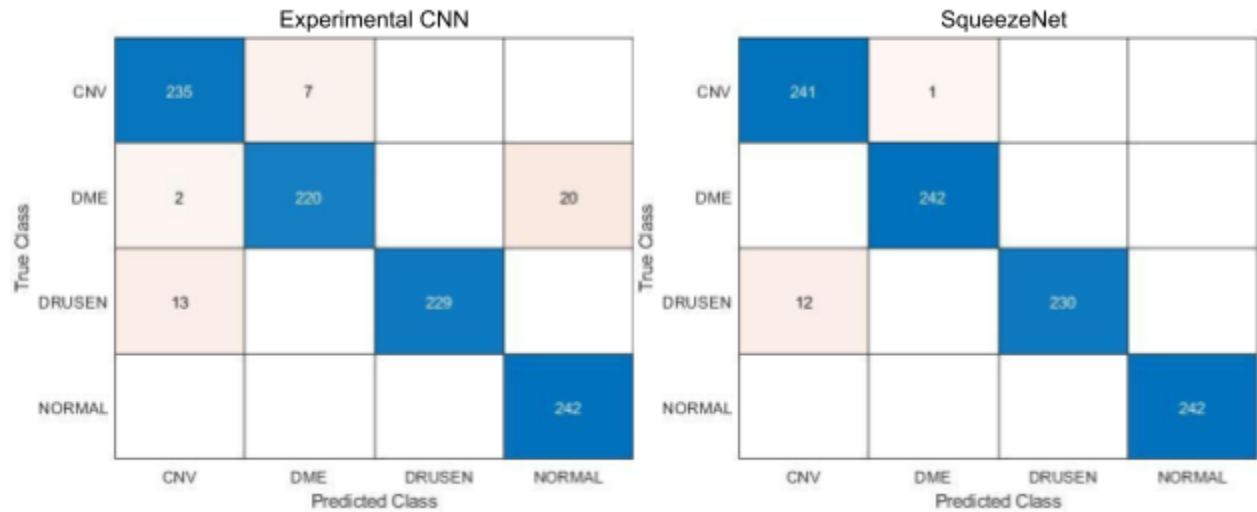 Experimental CNN
True Class
CNV 235 7
DME 2 220 20
DRUSEN 13 229
NORMAL 242
CNV DME DRUSEN NORMAL
Predicted Class
SqueezeNet
True Class
CNV 241 1
DME 242
DRUSEN 12 230
NORMAL 242
CNV DME DRUSEN NORMAL
Predicted Class